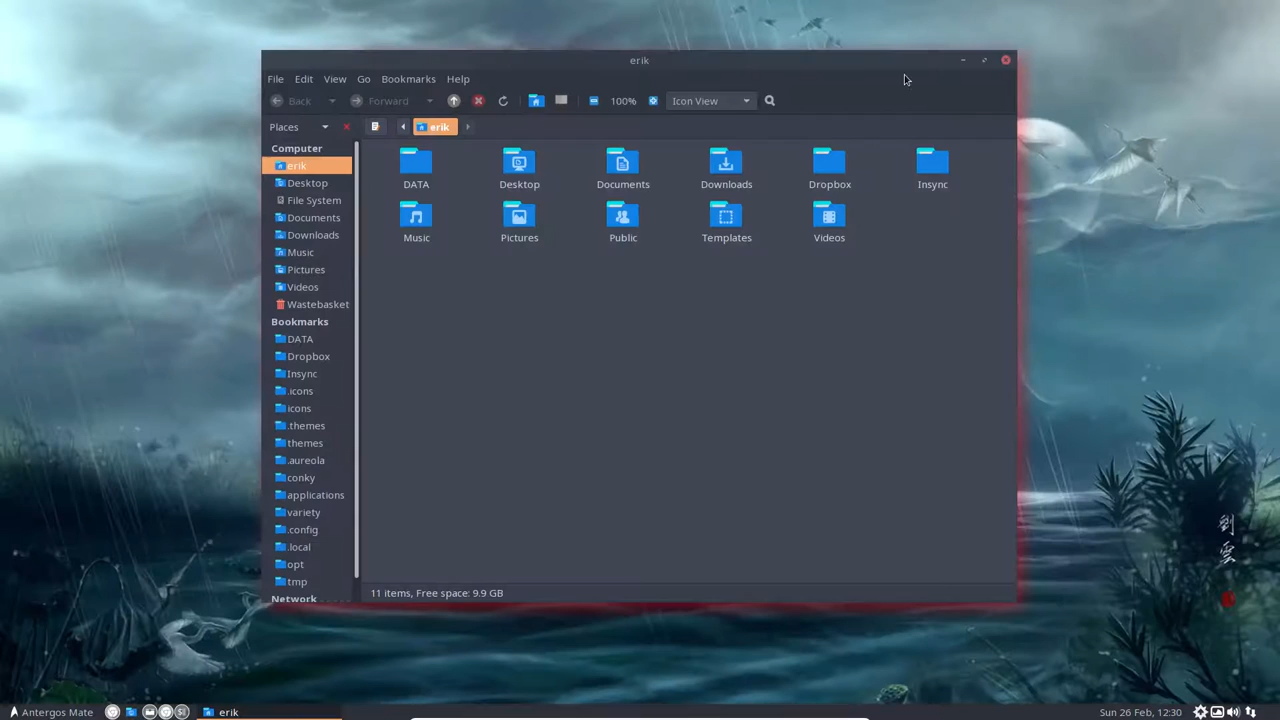 erik
File Edit View Go Bookmarks Help
Back Forward 100% Icon View
Places erik
Computer
erik
Desktop
File System
Documents
Downloads
Music
Pictures
Videos
Wastebasket
Bookmarks
DATA
Dropbox
Insync
.icons
icons
.themes
themes
.aureola
conky
applications
variety
.config
.local
opt
tmp
Network
DATA Desktop Documents Downloads Dropbox Insync
Music Pictures Public Templates Videos
11 items, Free space: 9.9 GB
Antergos Mate erik Sun 26 Feb, 12:30